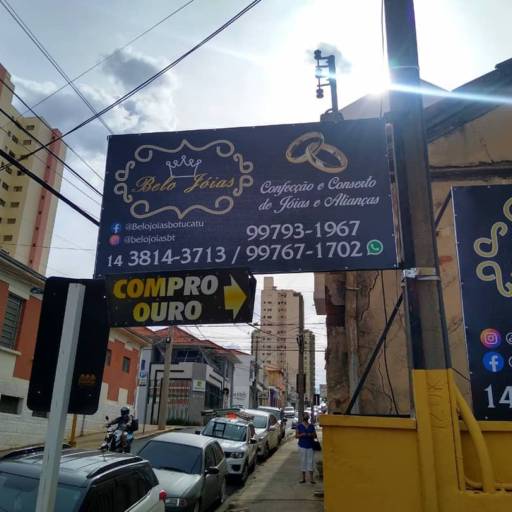 Belo Jóias
Confecção e Conserto
de Jóias e Alianças
@Belojoiasbotucatu
@belojoiasbt
99793-1967
14 3814-3713 / 99767-1702
COMPRO
OURO
@
14